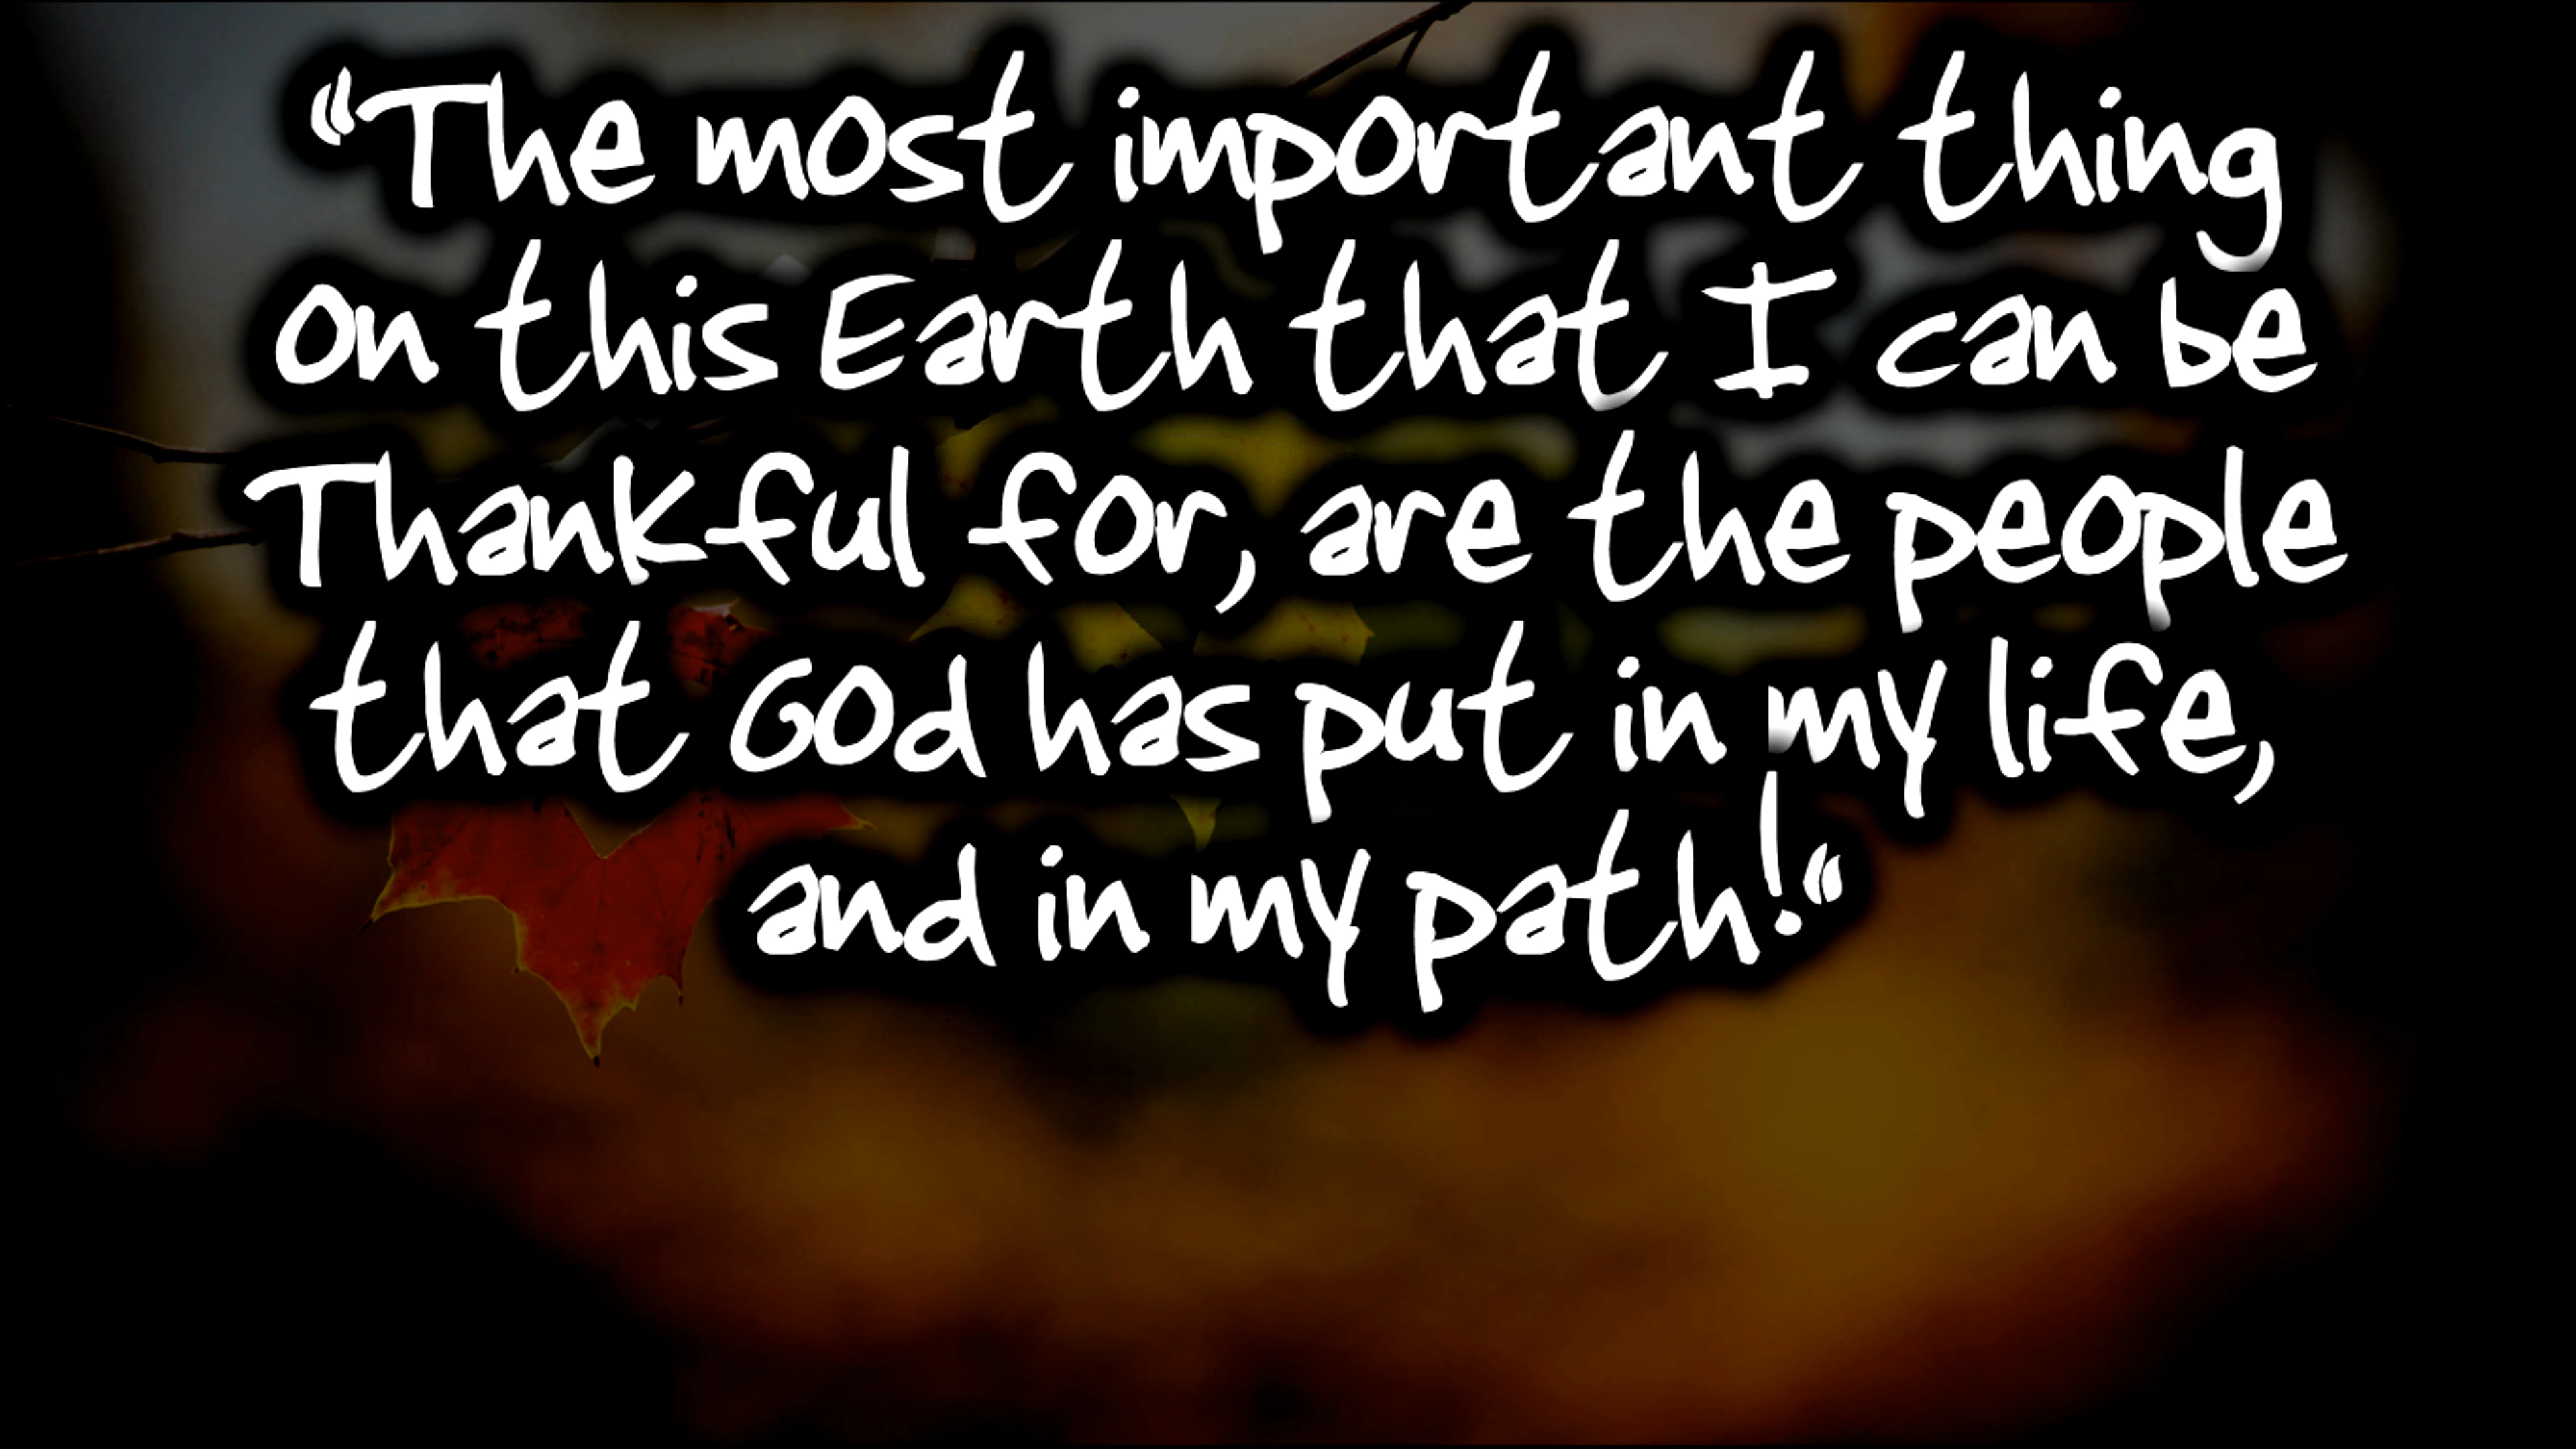 “The most important thing
on this Earth that I can be
Thankful for, are the people
that God has put in my life,
and in my path!“